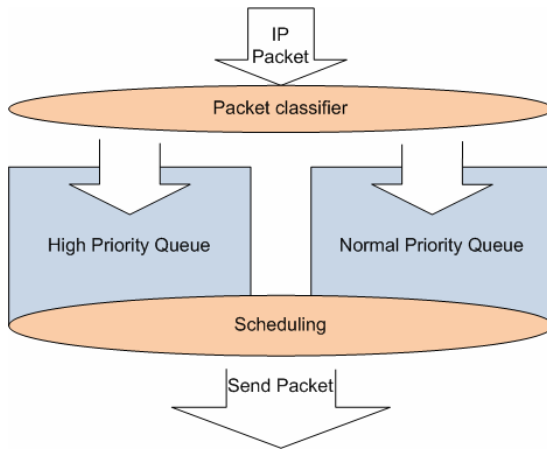 IP
Packet
Packet classifier
High Priority Queue
Normal Priority Queue
Scheduling
Send Packet